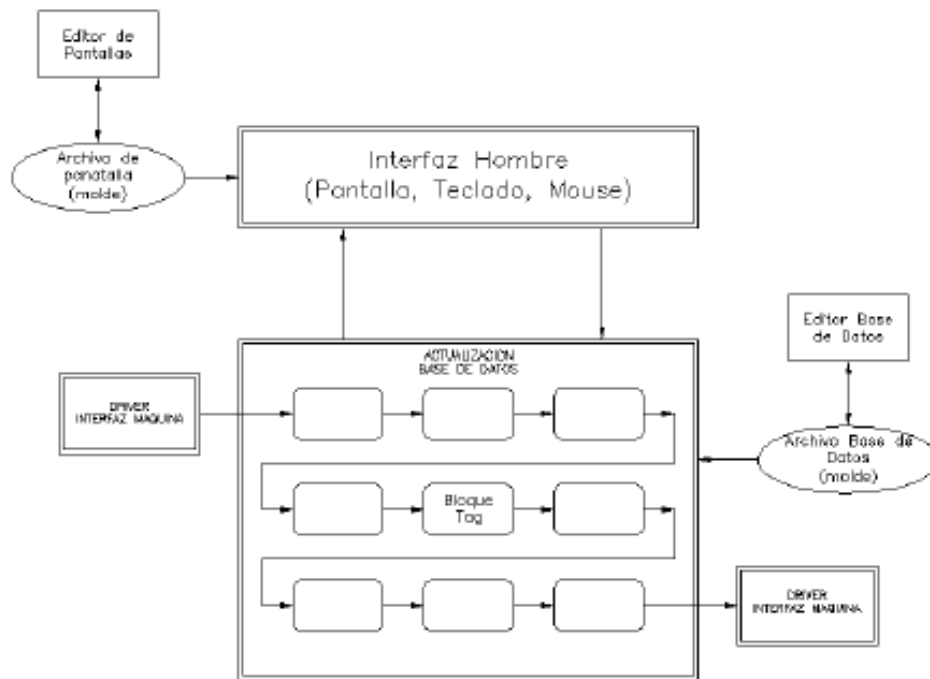 Editor de
Pantallas
Archivo de
panatalla
(molde)
Interfaz Hombre
(Pantalla, Teclado, Mouse)
Editor Base
de Datos
ACTUALIZACION
BASE DE DATOS
DRIVER
INTERFAZ MAQUINA
Archivo Base de
Datos
(molde)
Bloque
Tag
DRIVER
INTERFAZ MAQUINA